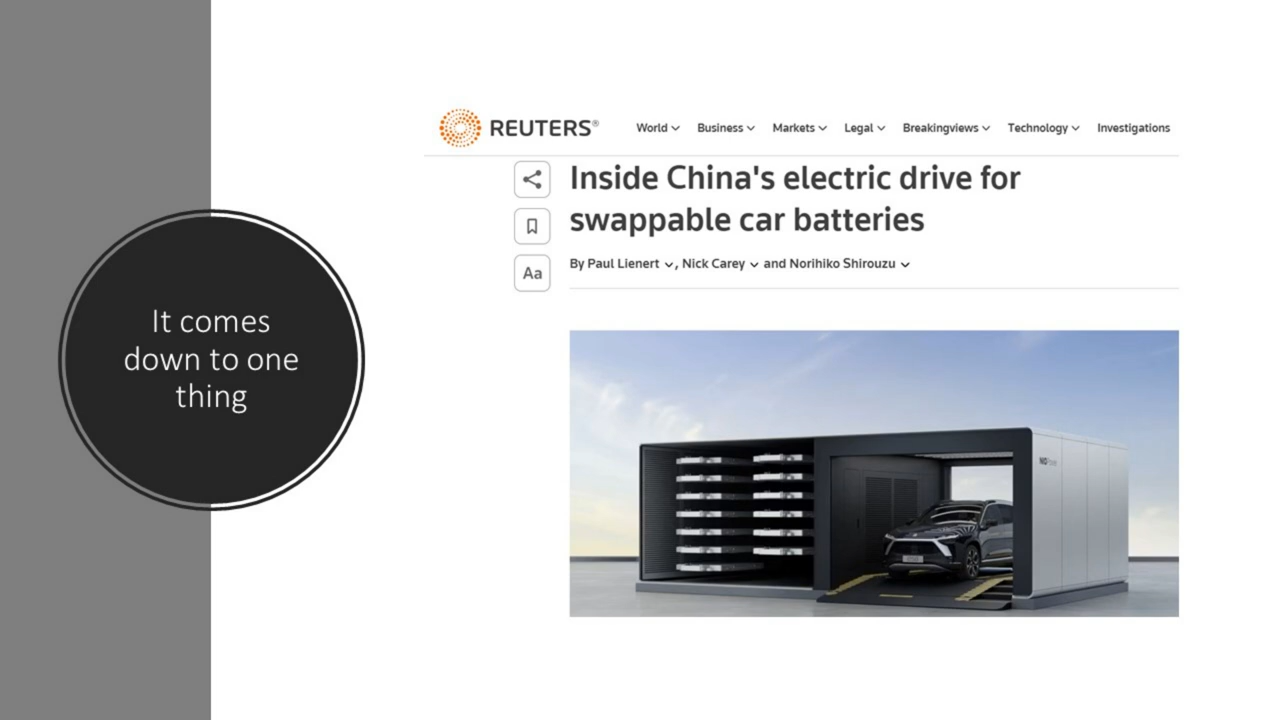 It comes
down to one
thing
REUTERS®
World Business Markets Legal Breakingviews Technology Investigations
Inside China's electric drive for
swappable car batteries
Aa
By Paul Lienert , Nick Carey and Norihiko Shirouzu
NIO